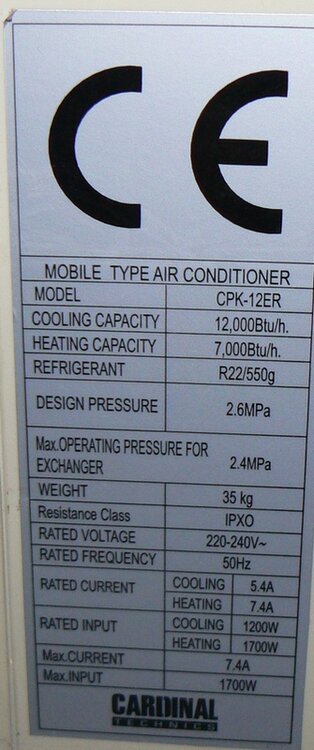 CE
MOBILE TYPE AIR CONDITIONER
MODEL CPK-12ER
COOLING CAPACITY 12,000Btu/h.
HEATING CAPACITY 7,000Btu/h.
REFRIGERANT R22/550g
DESIGN PRESSURE 2.6MPa
Max.OPERATING PRESSURE FOR
EXCHANGER 2.4MPa
WEIGHT 35 kg
Resistance Class IPXO
RATED VOLTAGE 220-240V~
RATED FREQUENCY 50Hz
RATED CURRENT COOLING 5.4A
HEATING 7.4A
RATED INPUT COOLING 1200W
HEATING 1700W
Max.CURRENT 7.4A
Max.INPUT 1700W
CARDINAL
TECHNICS